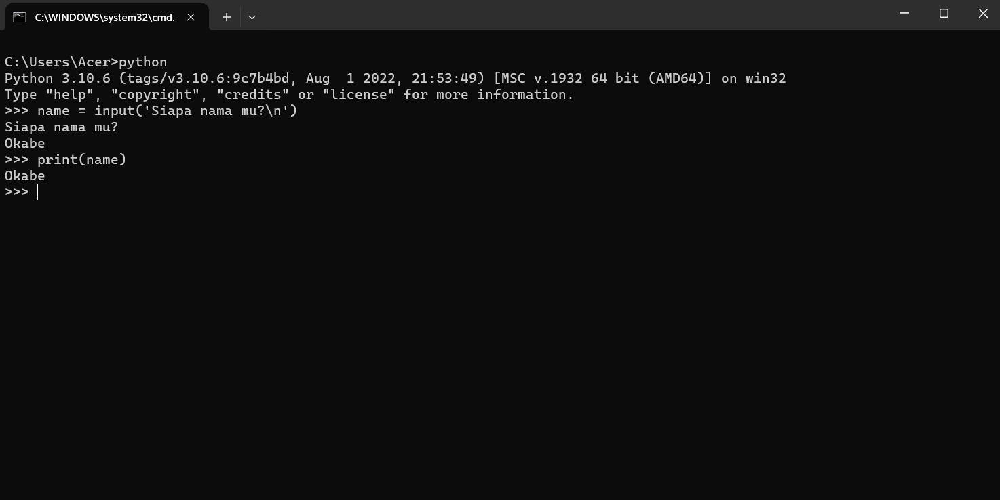 C:\WINDOWS\system32\cmd.
C:\Users\Acer>python
Python 3.10.6 (tags/v3.10.6:9c7b4bd, Aug  1 2022, 21:53:49) [MSC v.1932 64 bit (AMD64)] on win32
Type "help", "copyright", "credits" or "license" for more information.
>>> name = input('Siapa nama mu?\n')
Siapa nama mu?
Okabe
>>> print(name)
Okabe
>>>